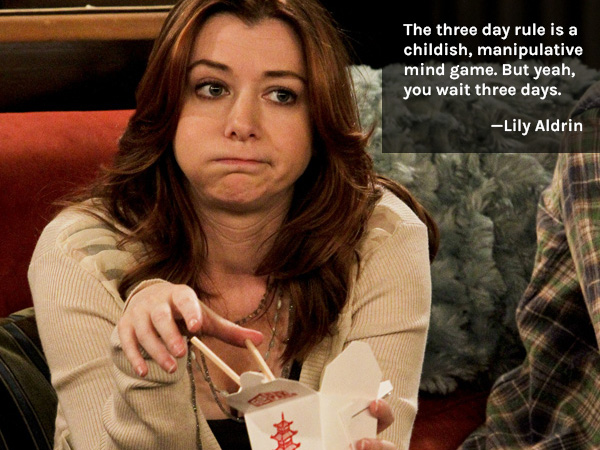 The three day rule is a
childish, manipulative
mind game. But yeah,
you wait three days.
—Lily Aldrin